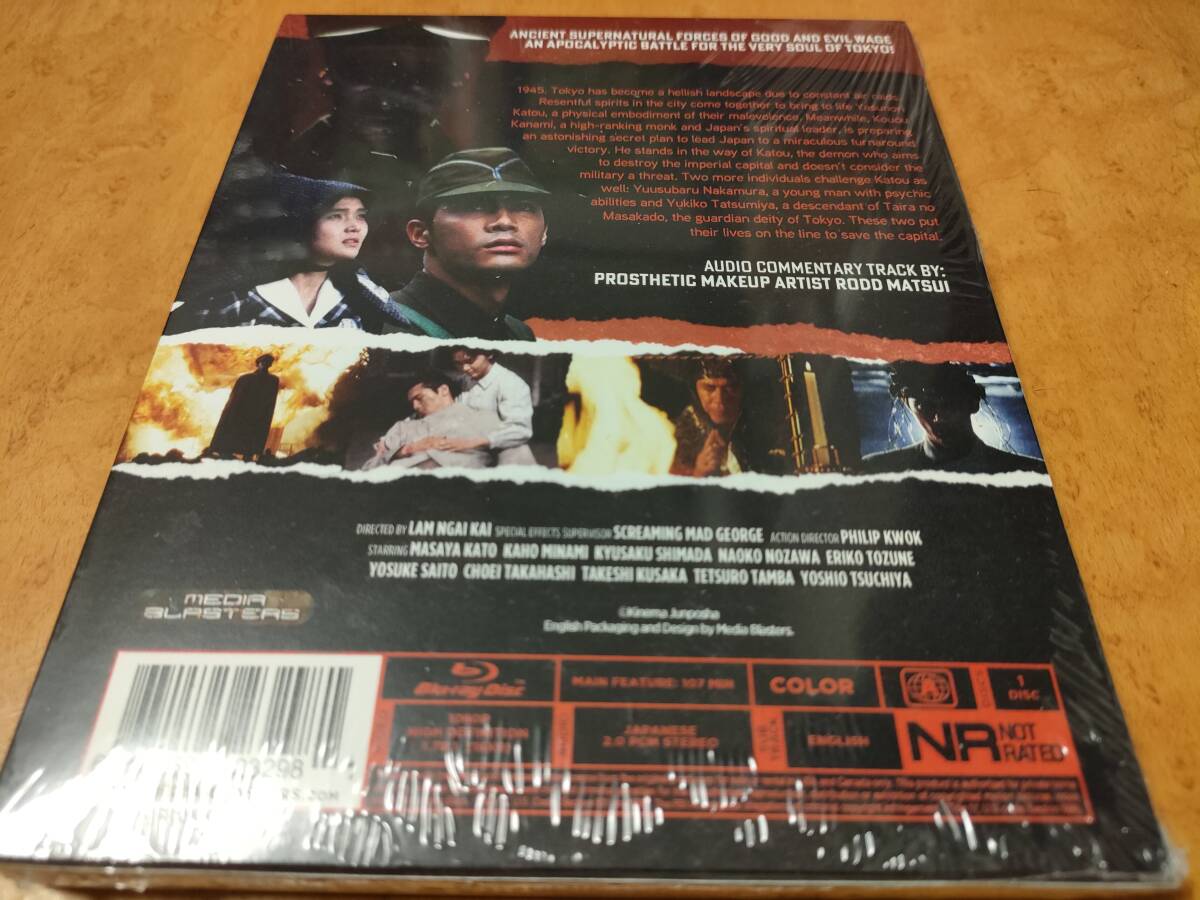 ANCIENT SUPERNATURAL FORCES OF GOOD AND EVIL WAGE
AN APOCALYPTIC BATTLE FOR THE VERY SOUL OF TOKYO!
1945. Tokyo has become a hellish landscape due to constant air raids.
Resentful spirits in the city come together to bring to life Yasunori
Katou, a physical embodiment of their malevolence. Meanwhile, Kouou
Kanami, a high-ranking monk and Japan's spiritual leader, is preparing
an astonishing secret plan to lead Japan to a miraculous turnaround
victory. He stands in the way of Katou, the demon who aims
to destroy the imperial capital and doesn't consider the
military a threat. Two more individuals challenge Katou as
well: Yuusubaru Nakamura, a young man with psychic
abilities and Yukiko Tatsumiya, a descendant of Taira no
Masakado, the guardian deity of Tokyo. These two put
their lives on the line to save the capital.
AUDIO COMMENTARY TRACK BY:
PROSTHETIC MAKEUP ARTIST RODD MATSUI
DIRECTED BY LAM NGAI KAI SPECIAL EFFECTS SUPERVISOR SCREAMING MAD GEORGE ACTION DIRECTOR PHILIP KWOK
STARRING MASAYA KATO KAHO MINAMI KYUSAKU SHIMADA NAOKO NOZAWA ERIKO TOZUNE
YOSUKE SAITO CHOEI TAKAHASHI TAKESHI KUSAKA TETSURO TAMBA YOSHIO TSUCHIYA
MEDIA
BLASTERS
©Kinema Junposha
English Packaging and Design by Media Blasters.
Blu-ray Disc
MAIN FEATURE: 107 MIN
COLOR
A
1
DISC
HIGH DEFINITION
JAPANESE
2.0 PCM STEREO
ENGLISH
NR NOT
RATED
03298